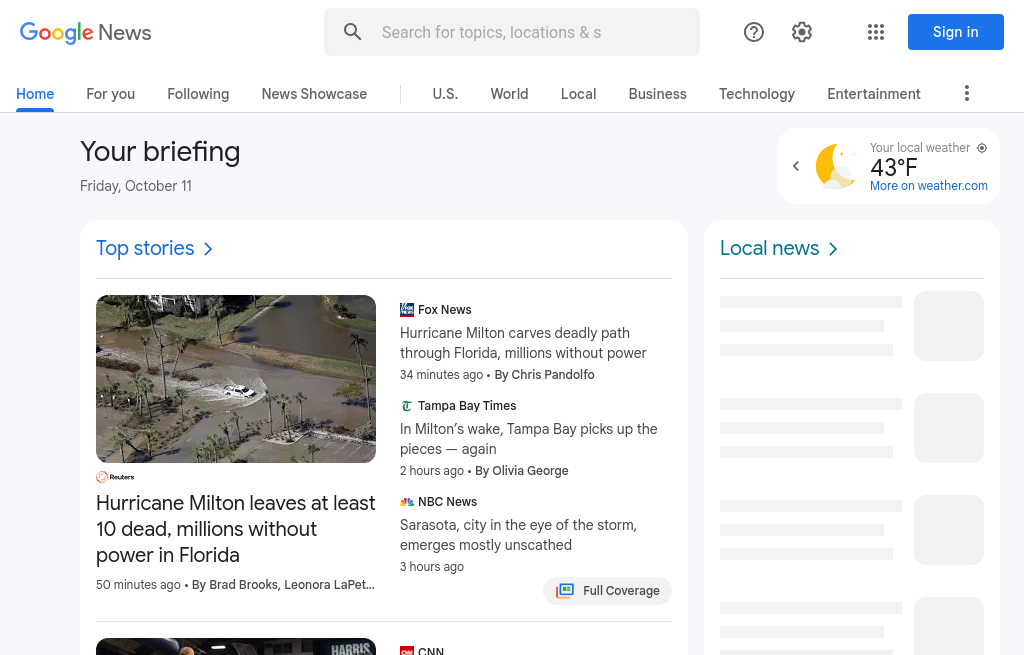 Google News
Search for topics, locations & s
Sign in
Home
For you
Following
News Showcase
U.S.
World
Local
Business
Technology
Entertainment
Your briefing
Friday, October 11
Your local weather
43°F
More on weather.com
Top stories
Local news
Reuters
Hurricane Milton leaves at least
10 dead, millions without
power in Florida
50 minutes ago • By Brad Brooks, Leonora LaPet...
Fox News
Hurricane Milton carves deadly path
through Florida, millions without power
34 minutes ago • By Chris Pandolfo
Tampa Bay Times
In Milton’s wake, Tampa Bay picks up the
pieces — again
2 hours ago • By Olivia George
NBC News
Sarasota, city in the eye of the storm,
emerges mostly unscathed
3 hours ago
Full Coverage
HARRIS
CNN